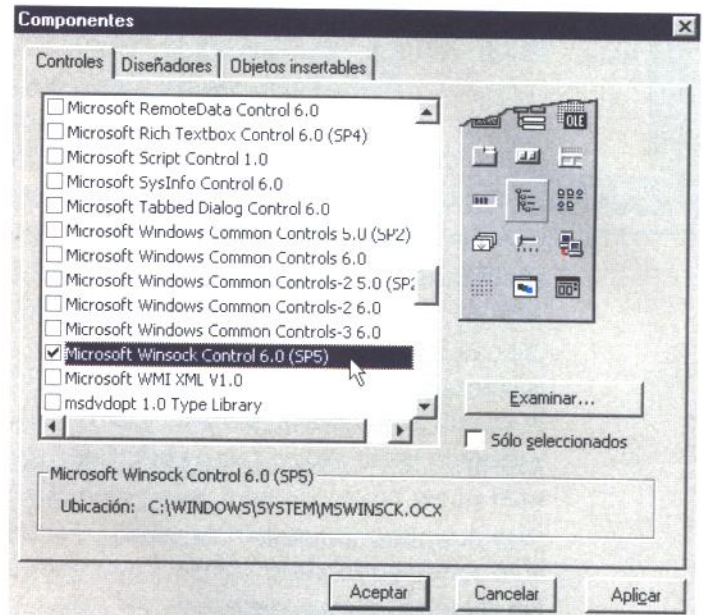 Componentes
Controles Diseñadores Objetos insertables
Microsoft RemoteData Control 6.0
Microsoft Rich Textbox Control 6.0 (SP4)
Microsoft Script Control 1.0
Microsoft SysInfo Control 6.0
Microsoft Tabbed Dialog Control 6.0
Microsoft Windows Common Controls 5.0 (SP2)
Microsoft Windows Common Controls 6.0
Microsoft Windows Common Controls-2 5.0 (SP2
Microsoft Windows Common Controls-2 6.0
Microsoft Windows Common Controls-3 6.0
Microsoft Winsock Control 6.0 (SP5)
Microsoft WMI XML V1.0
msdvdopt 1.0 Type Library
OLE
Examinar...
Sólo seleccionados
Microsoft Winsock Control 6.0 (SP5)
Ubicación: C:\WINDOWS\SYSTEM\MSWINSCK.OCX
Aceptar Cancelar Aplicar